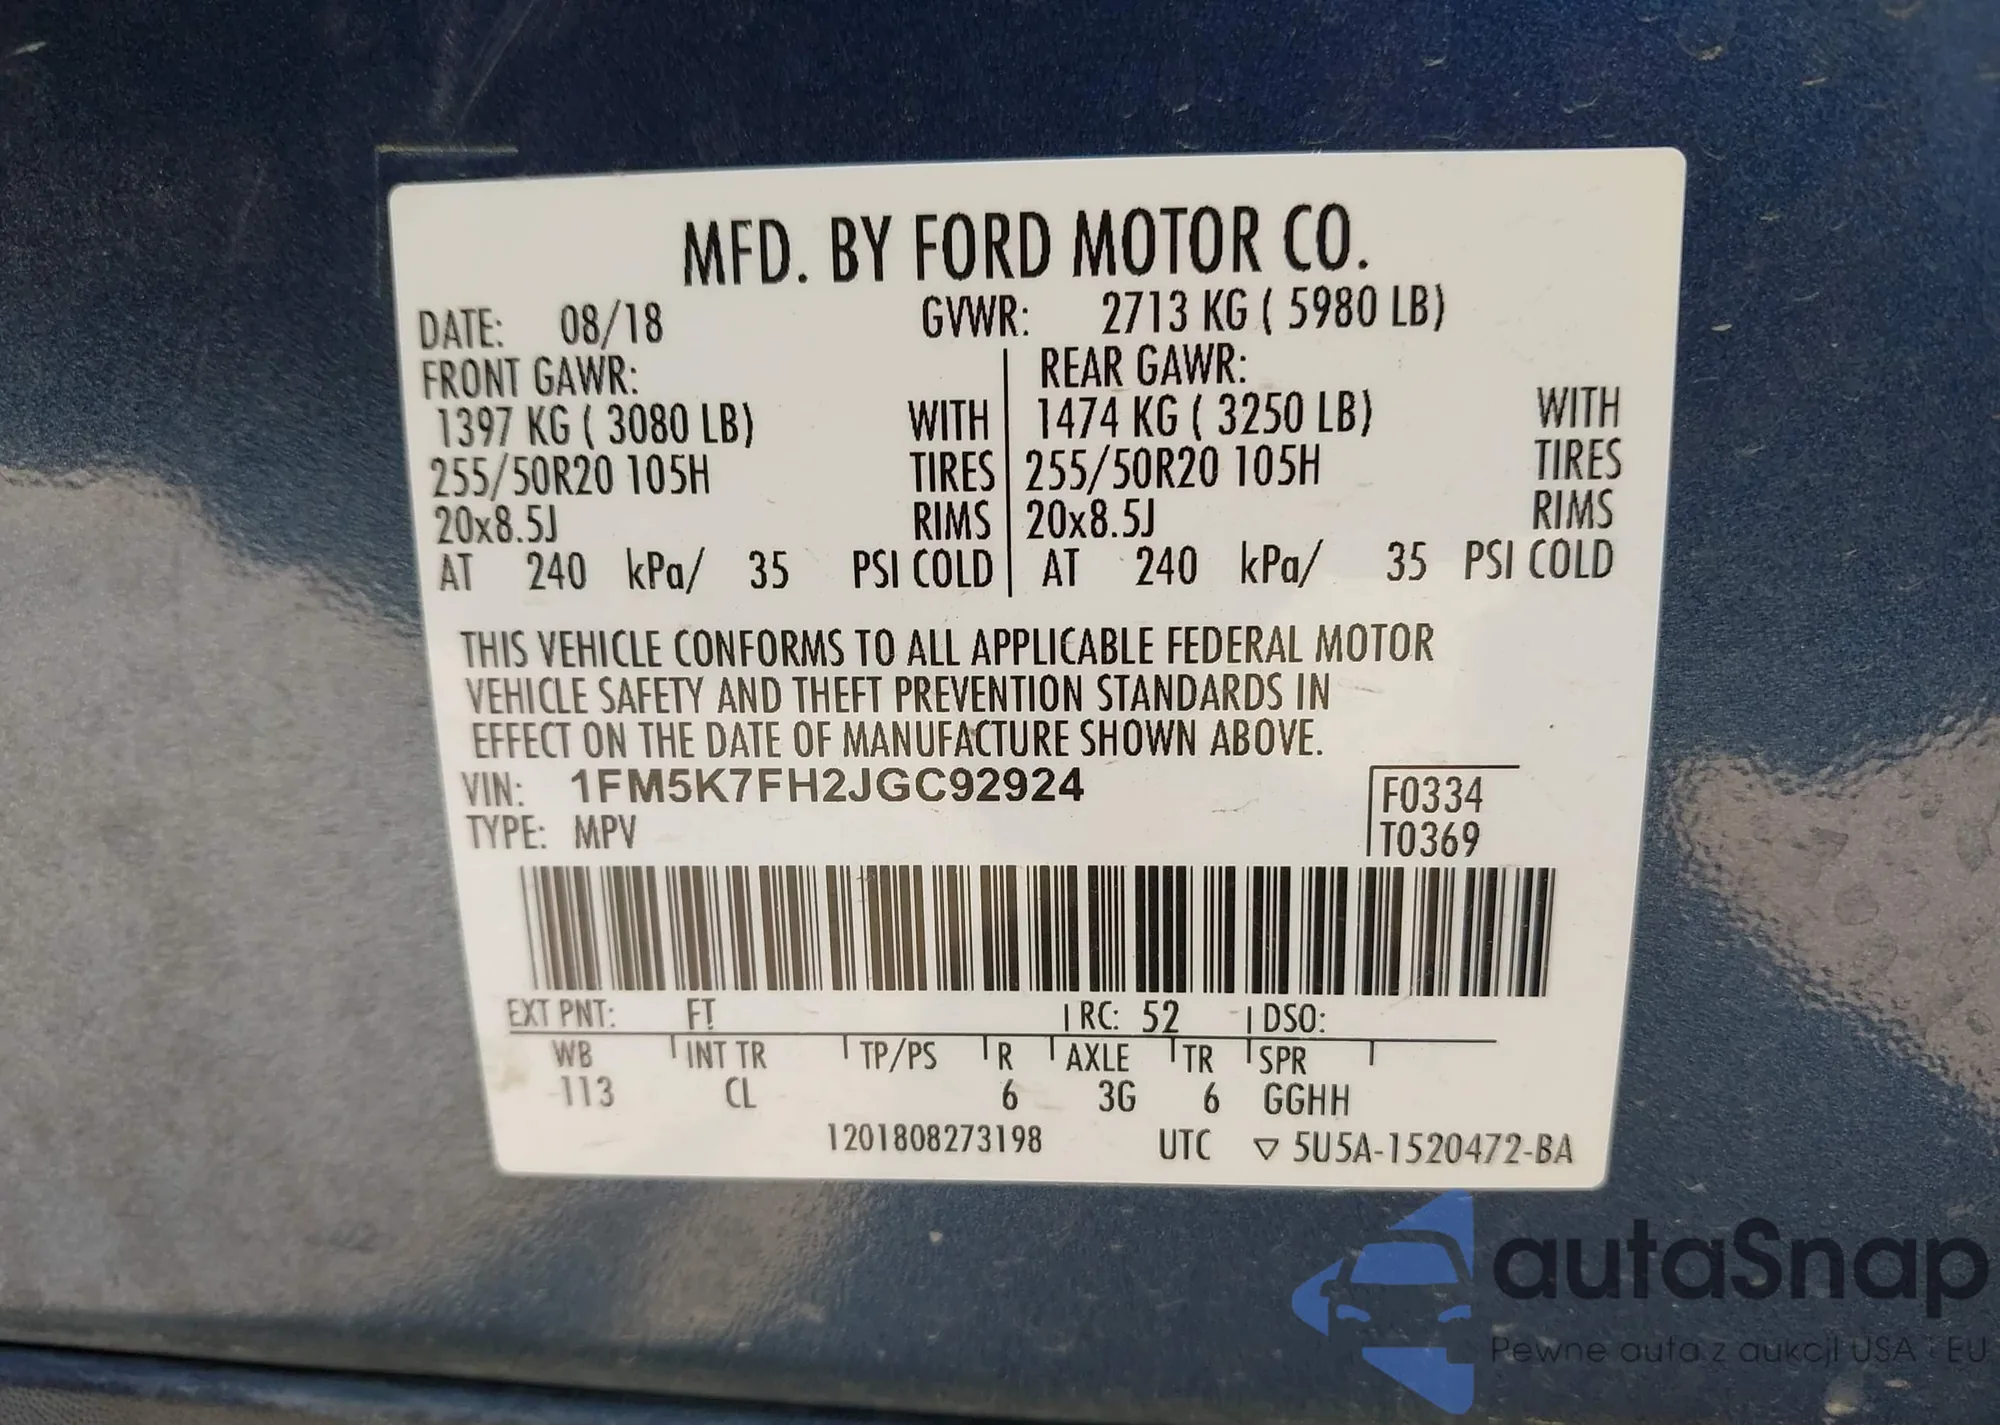 MFD. BY FORD MOTOR CO.
DATE: 08/18 GVWR: 2713 KG ( 5980 LB)
FRONT GAWR: REAR GAWR:
1397 KG ( 3080 LB) WITH 1474 KG ( 3250 LB) WITH
255/50R20 105H TIRES 255/50R20 105H TIRES
20x8.5J RIMS 20x8.5J RIMS
AT 240 kPa/ 35 PSI COLD AT 240 kPa/ 35 PSI COLD
THIS VEHICLE CONFORMS TO ALL APPLICABLE FEDERAL MOTOR
VEHICLE SAFETY AND THEFT PREVENTION STANDARDS IN
EFFECT ON THE DATE OF MANUFACTURE SHOWN ABOVE.
VIN: 1FM5K7FH2JGC92924 F0334
TYPE: MPV T0369
EXT PNT: FT RC: 52 DSO:
WB INT TR TP/PS R AXLE TR SPR
113 CL 6 3G 6 GGHH
1201808273198 UTC ▽ 5U5A-1520472-BA
autaSnap
Pewne auta z aukcji USA i EU